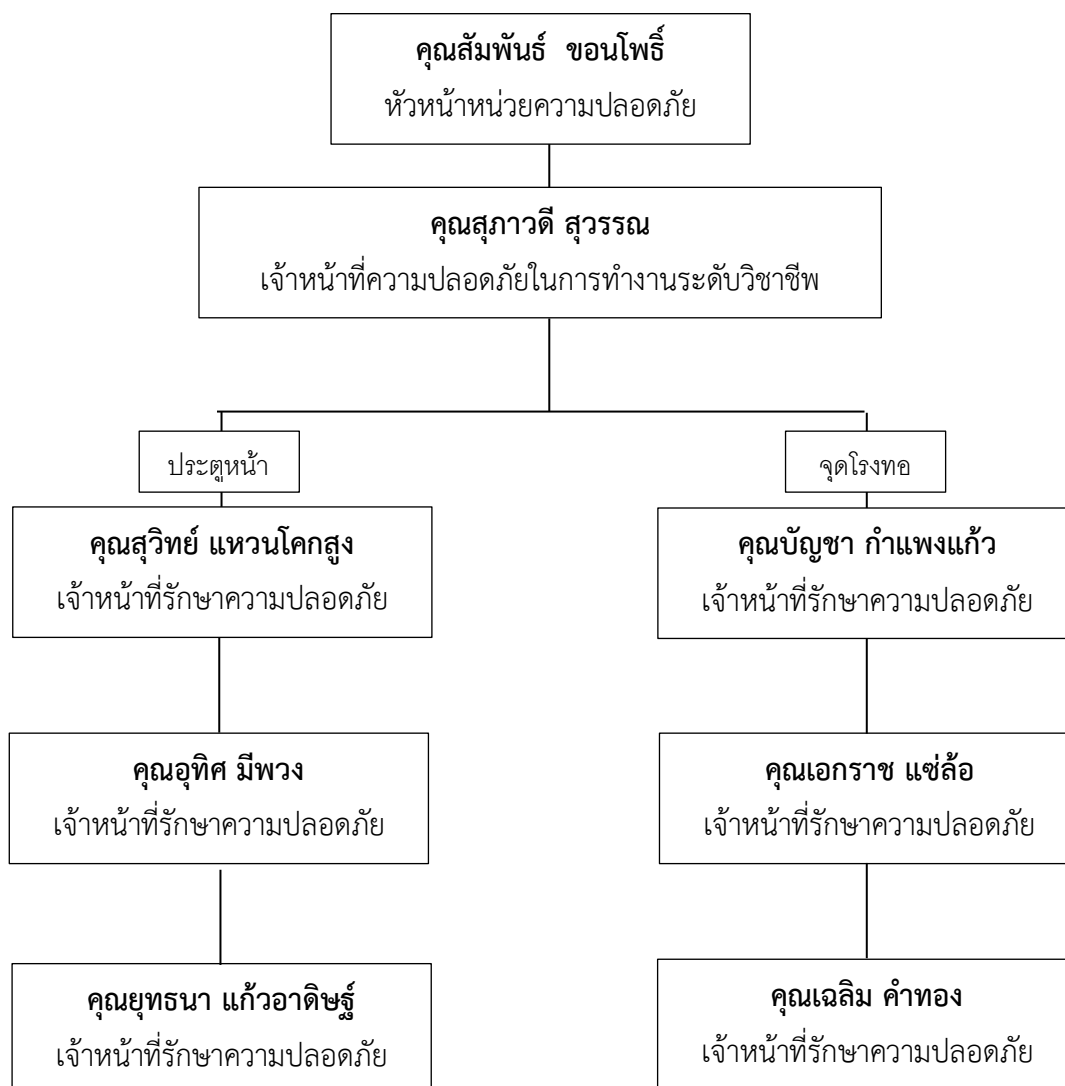 คุณสัมพันธ์  ขอนโพธิ์
หัวหน้าหน่วยความปลอดภัย
คุณสุภาวดี สุวรรณ
เจ้าหน้าที่ความปลอดภัยในการทำงานระดับวิชาชีพ
ประตูหน้า
จุดโรงทอ
คุณสุวิทย์ แหวนโคกสูง
เจ้าหน้าที่รักษาความปลอดภัย
คุณบัญชา กำแพงแก้ว
เจ้าหน้าที่รักษาความปลอดภัย
คุณอุทิศ มีพวง
เจ้าหน้าที่รักษาความปลอดภัย
คุณเอกราช แซ่ล้อ
เจ้าหน้าที่รักษาความปลอดภัย
คุณยุทธนา แก้วอาดิษฐ์
เจ้าหน้าที่รักษาความปลอดภัย
คุณเฉลิม คำทอง
เจ้าหน้าที่รักษาความปลอดภัย